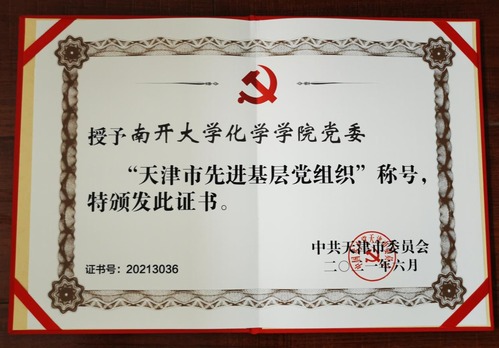 授予南开大学化学学院党委
“天津市先进基层党组织”称号，
特颁发此证书。
中共天津市委员会
二〇二一年六月
证书号：20213036